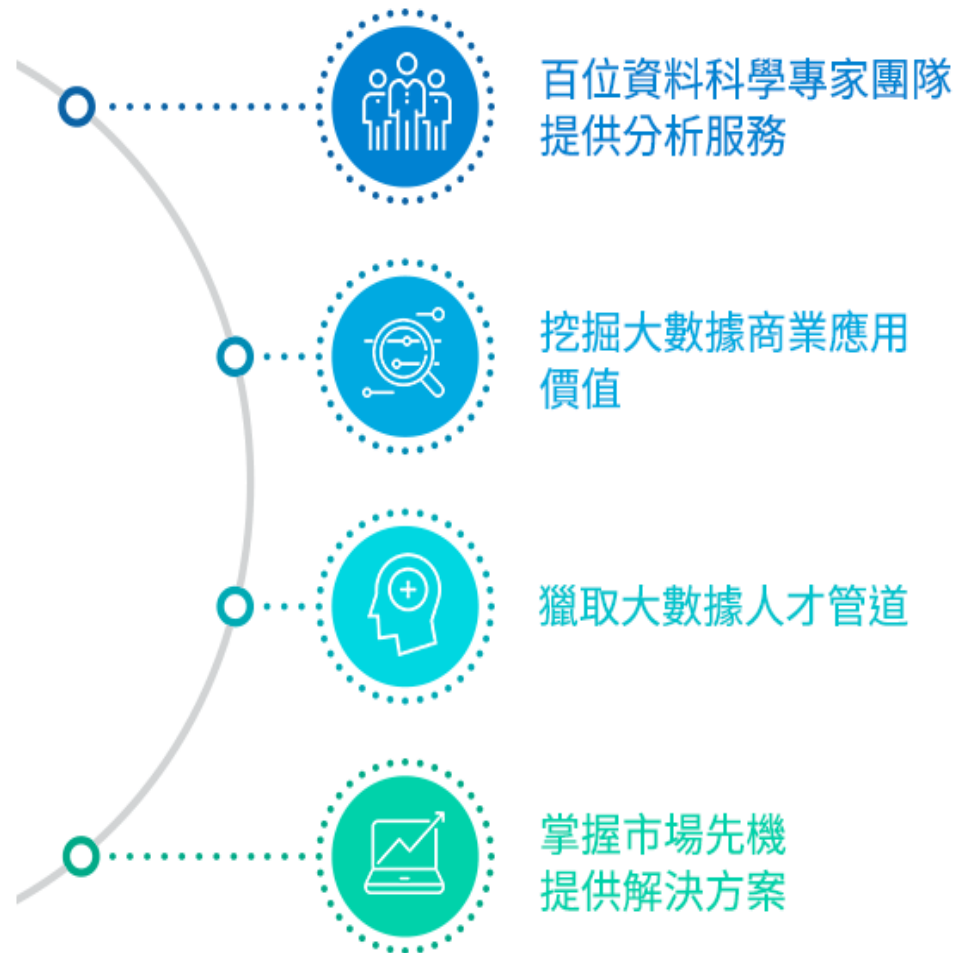 百位資料科學專家團隊
提供分析服務
挖掘大數據商業應用
價值
獵取大數據人才管道
掌握市場先機
提供解決方案